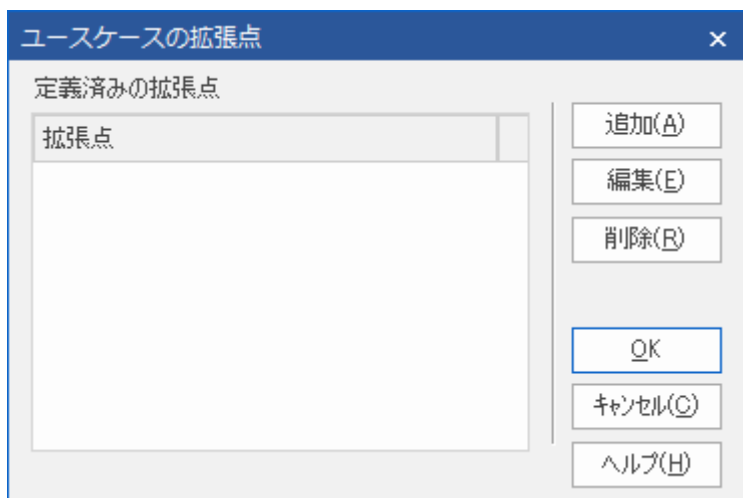 ユースケースの拡張点
定義済みの拡張点
拡張点
追加(A)
編集(E)
削除(R)
OK
キャンセル(C)
ヘルプ(H)